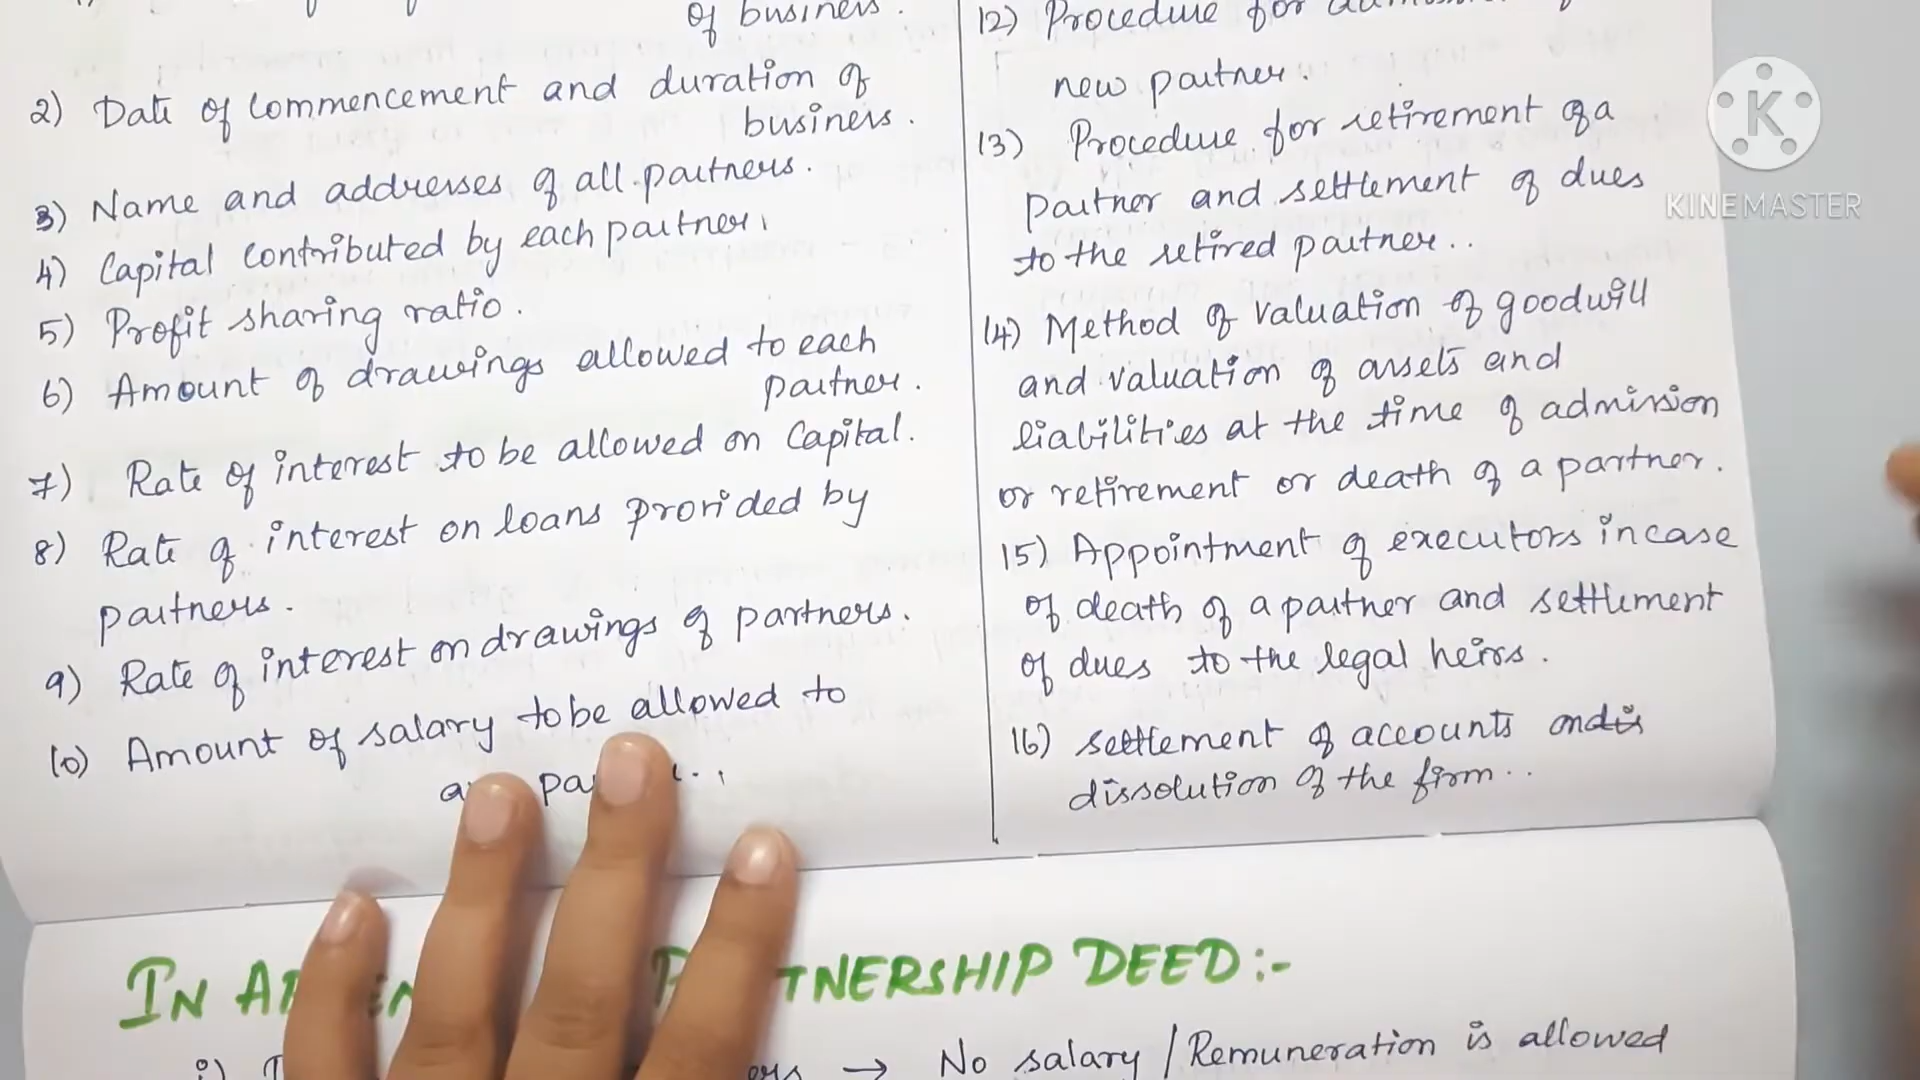 of business.
2) Date of Commencement and duration of
business.
3) Name and addresses of all partners.
4) Capital Contributed by each partner.
5) Profit sharing ratio.
6) Amount of drawings allowed to each
partner.
7) Rate of interest to be allowed on Capital.
8) Rate of interest on loans provided by
partners.
9) Rate of interest on drawings of partners.
10) Amount of salary to be allowed to
12) Procedure for
new partner.
13) Procedure for retirement of a
partner and settlement of dues
to the retired partner..
14) Method of valuation of goodwill
and valuation of assets and
liabilities at the time of admission
or retirement or death of a partner.
15) Appointment of executors in case
of death of a partner and settlement
of dues to the legal heirs.
16) settlement of accounts
dissolution of the firm..
IN PARTNERSHIP DEED:-
i) → No salary / Remuneration is allowed
K
KINEMASTER